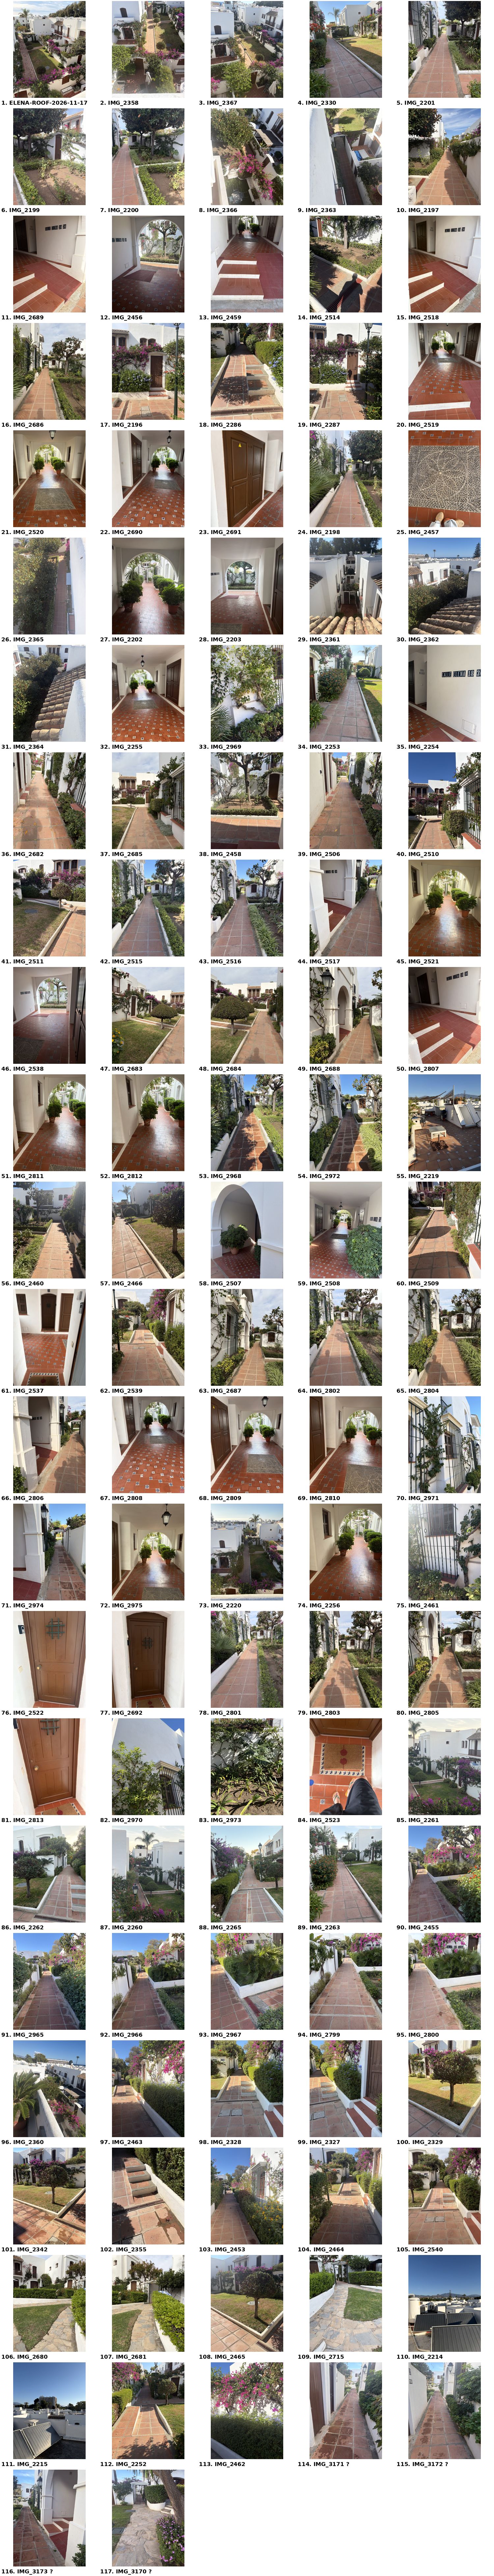 1. ELENA-ROOF-2026-11-17
2. IMG_2358
3. IMG_2367
4. IMG_2330
5. IMG_2201
6. IMG_2199
7. IMG_2200
8. IMG_2366
9. IMG_2363
10. IMG_2197
11. IMG_2689
12. IMG_2456
13. IMG_2459
14. IMG_2514
15. IMG_2518
16. IMG_2686
17. IMG_2196
18. IMG_2286
19. IMG_2287
20. IMG_2519
21. IMG_2520
22. IMG_2690
23. IMG_2691
24. IMG_2198
25. IMG_2457
26. IMG_2365
27. IMG_2202
28. IMG_2203
29. IMG_2361
30. IMG_2362
31. IMG_2364
32. IMG_2255
33. IMG_2969
34. IMG_2253
35. IMG_2254
36. IMG_2682
37. IMG_2685
38. IMG_2458
39. IMG_2506
40. IMG_2510
41. IMG_2511
42. IMG_2515
43. IMG_2516
44. IMG_2517
45. IMG_2521
46. IMG_2538
47. IMG_2683
48. IMG_2684
49. IMG_2688
50. IMG_2807
51. IMG_2811
52. IMG_2812
53. IMG_2968
54. IMG_2972
55. IMG_2219
56. IMG_2460
57. IMG_2466
58. IMG_2507
59. IMG_2508
60. IMG_2509
61. IMG_2537
62. IMG_2539
63. IMG_2687
64. IMG_2802
65. IMG_2804
66. IMG_2806
67. IMG_2808
68. IMG_2809
69. IMG_2810
70. IMG_2971
71. IMG_2974
72. IMG_2975
73. IMG_2220
74. IMG_2256
75. IMG_2461
76. IMG_2522
77. IMG_2692
78. IMG_2801
79. IMG_2803
80. IMG_2805
81. IMG_2813
82. IMG_2970
83. IMG_2973
84. IMG_2523
85. IMG_2261
86. IMG_2262
87. IMG_2260
88. IMG_2265
89. IMG_2263
90. IMG_2455
91. IMG_2965
92. IMG_2966
93. IMG_2967
94. IMG_2799
95. IMG_2800
96. IMG_2360
97. IMG_2463
98. IMG_2328
99. IMG_2327
100. IMG_2329
101. IMG_2342
102. IMG_2355
103. IMG_2453
104. IMG_2464
105. IMG_2540
106. IMG_2680
107. IMG_2681
108. IMG_2465
109. IMG_2715
110. IMG_2214
111. IMG_2215
112. IMG_2252
113. IMG_2462
114. IMG_3171 ?
115. IMG_3172 ?
116. IMG_3173 ?
117. IMG_3170 ?